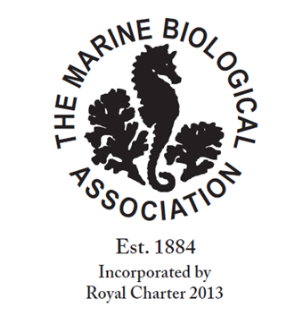 THE MARINE BIOLOGICAL
ASSOCIATION
Est. 1884
Incorporated by
Royal Charter 2013